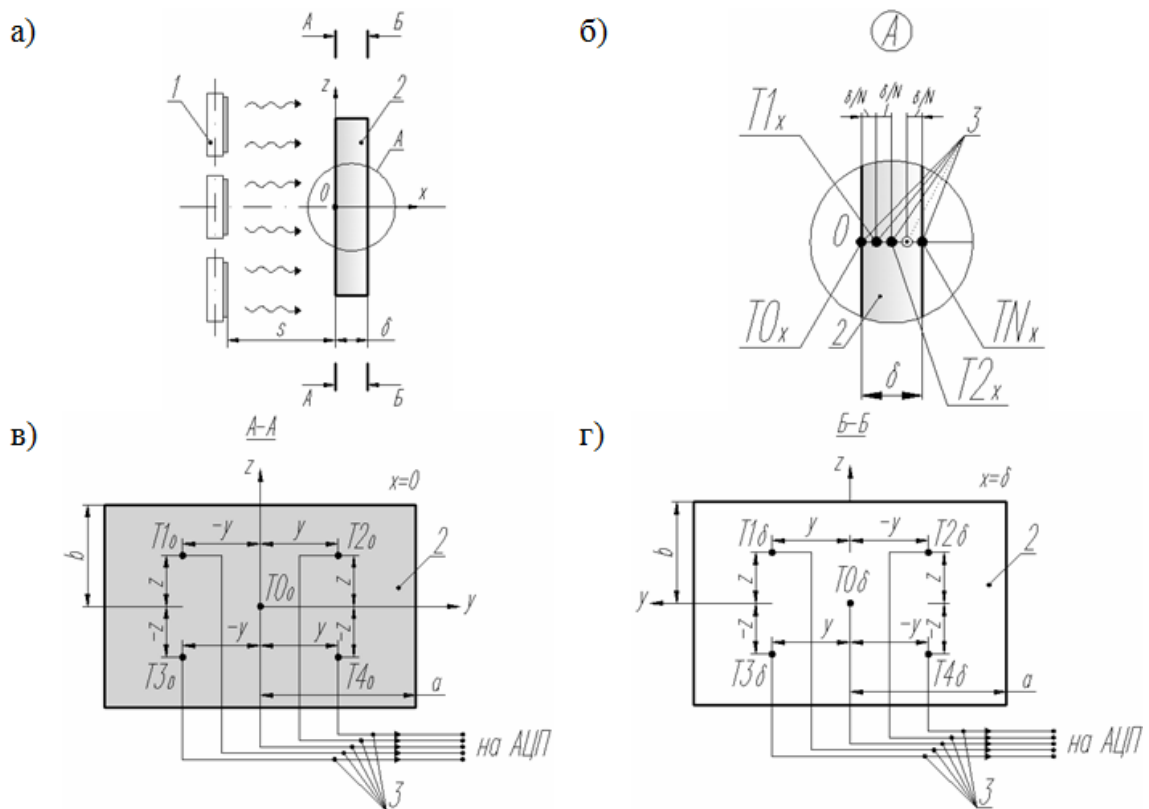 а)
А
Б
z
1
2
А
0
x
s
δ
А
Б
б)
А
δ/N
δ/N
δ/N
T1x
3
0
T0x
2
TNx
T2x
δ
в)
А-А
z
x=0
b
-y
y
T1₀
T2₀
2
z
z
T0₀
y
-z
-z
-y
y
T3₀
T4₀
a
на АЦП
3
г)
Б-Б
z
x=δ
b
y
-y
T1δ
T2δ
2
z
z
T0δ
y
-z
-z
y
-y
T3δ
T4δ
a
на АЦП
3